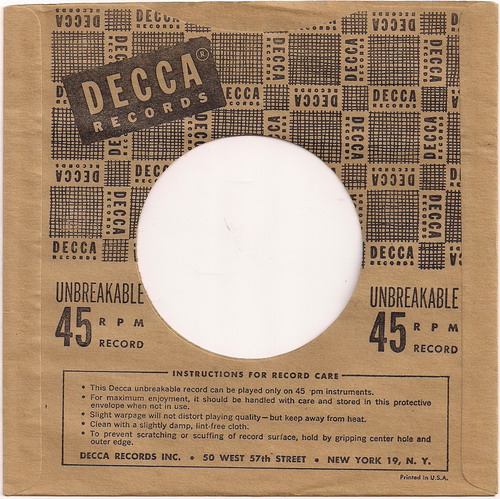 DECCA®
RECORDS
DECCA
RECORDS
UNBREAKABLE
45 RPM
RECORD
UNBREAKABLE
45 RPM
RECORD
INSTRUCTIONS FOR RECORD CARE
• This Decca unbreakable record can be played only on 45 rpm instruments.
• For maximum enjoyment, it should be handled with care and stored in this protective
envelope when not in use.
• Slight warpage will not distort playing quality—but keep away from heat.
• Clean with a slightly damp, lint-free cloth.
• To prevent scratching or scuffing of record surface, hold by gripping center hole and
outer edge.
DECCA RECORDS INC. • 50 WEST 57th STREET • NEW YORK 19, N. Y.
Printed in U.S.A.